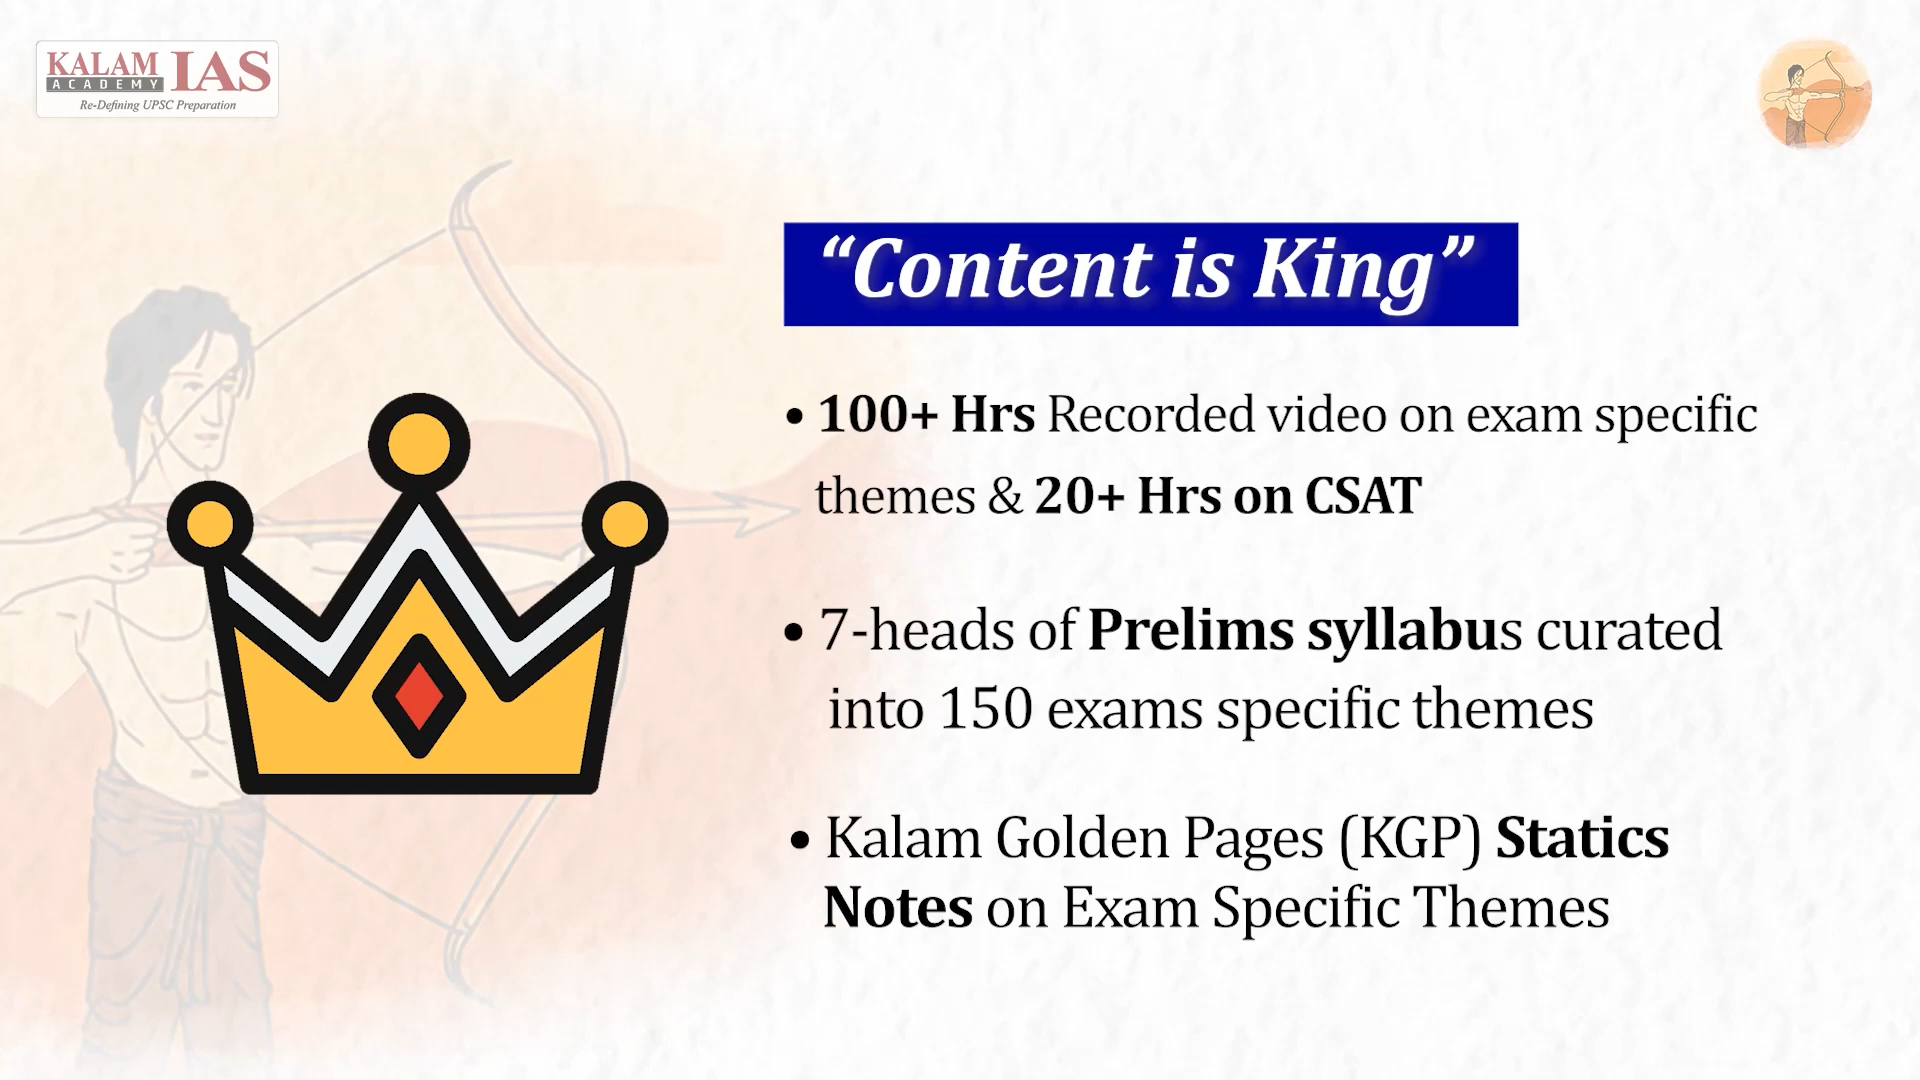 KALAM IAS
ACADEMY
Re-Defining UPSC Preparation
“Content is King”
• 100+ Hrs Recorded video on exam specific
themes & 20+ Hrs on CSAT
• 7-heads of Prelims syllabus curated
into 150 exams specific themes
• Kalam Golden Pages (KGP) Statics
Notes on Exam Specific Themes